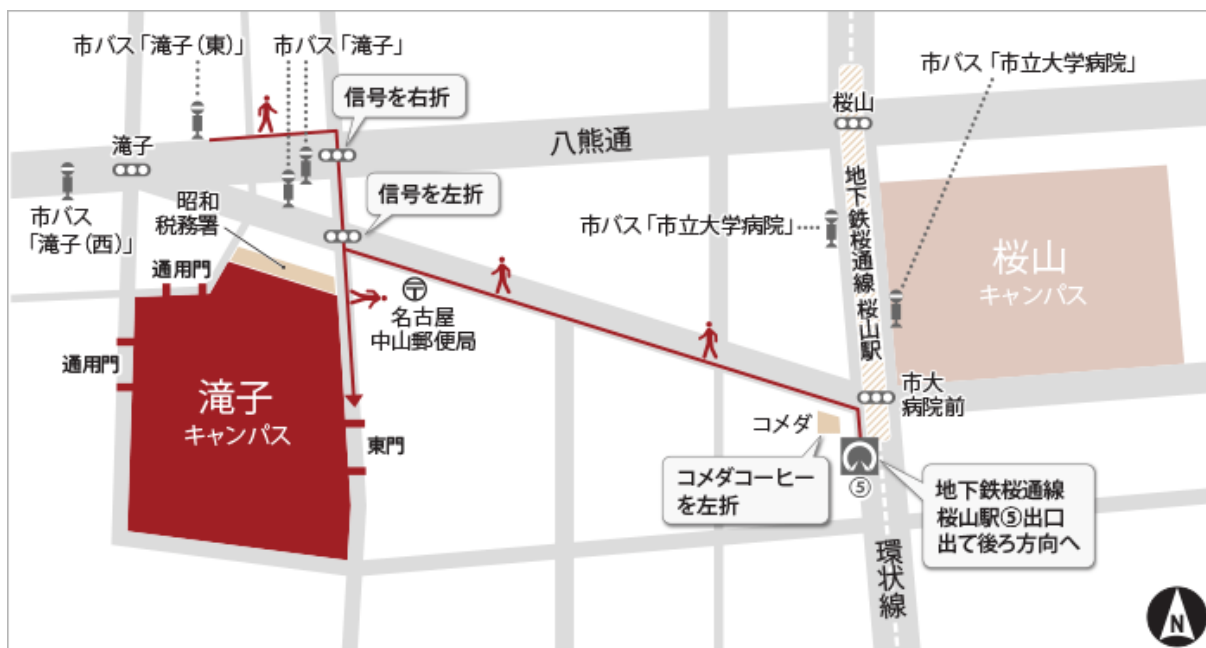 市バス「滝子(東)」
市バス「滝子」
信号を右折
市バス「市立大学病院」
桜山
八熊通
滝子
昭和
税務署
信号を左折
市バス
「滝子(西)」
市バス「市立大学病院」
地下鉄桜通線 桜山駅
桜山
キャンパス
通用門
〒
名古屋
中山郵便局
通用門
滝子
キャンパス
市大
病院前
コメダ
東門
コメダコーヒー
を左折
⑤
地下鉄桜通線
桜山駅⑤出口
出て後ろ方向へ
環状線
N